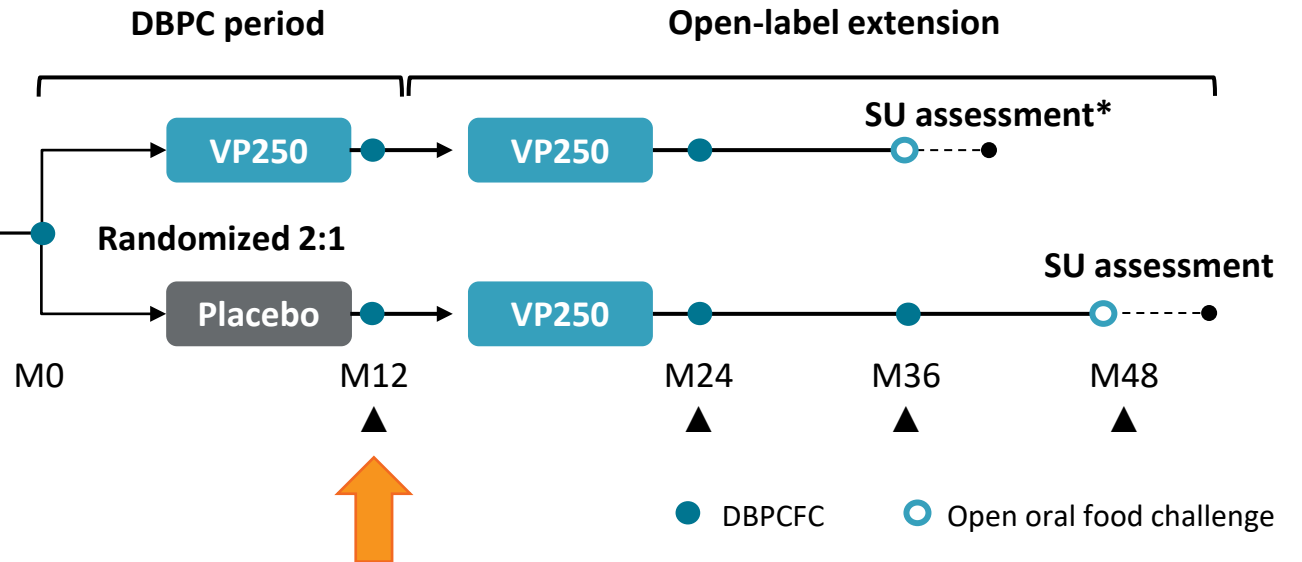 DBPC period
Open-label extension
SU assessment*
VP250
VP250
Randomized 2:1
SU assessment
Placebo
VP250
M0
M12
M24
M36
M48
DBPCFC
Open oral food challenge